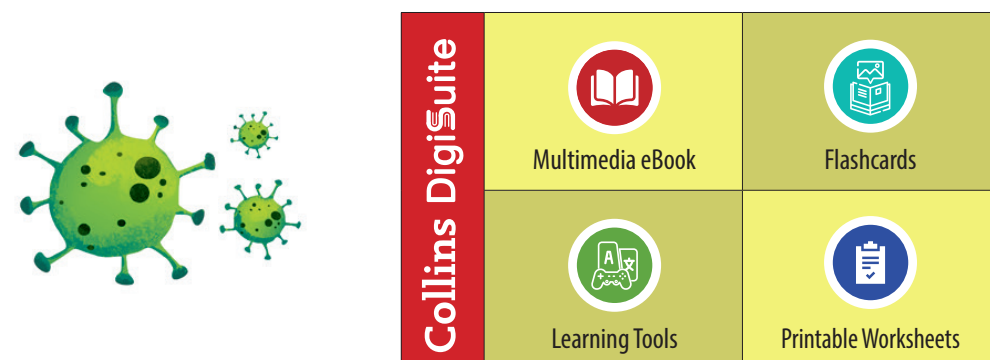 Collins DigiSuite
Multimedia eBook
Flashcards
Learning Tools
A
Printable Worksheets